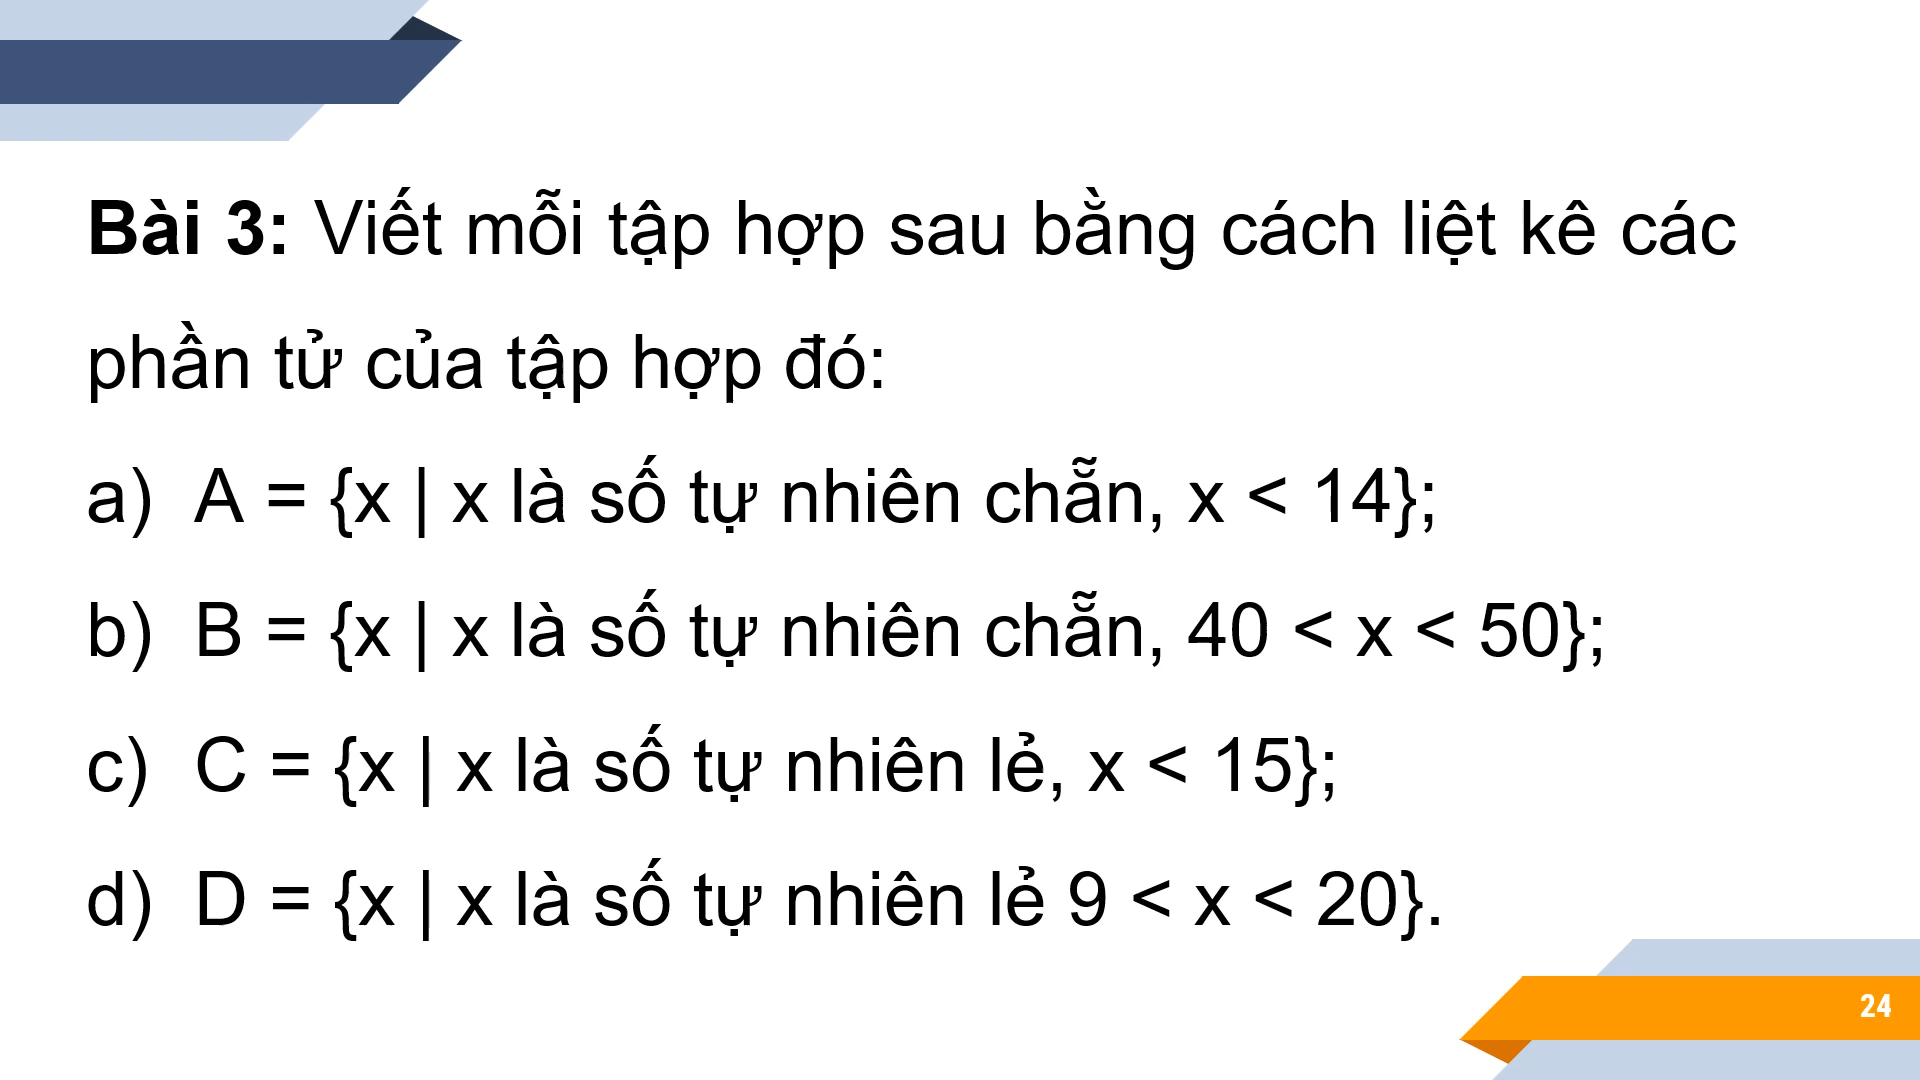 Bài 3: Viết mỗi tập hợp sau bằng cách liệt kê các
phần tử của tập hợp đó:
a) A = {x | x là số tự nhiên chẵn, x < 14};
b) B = {x | x là số tự nhiên chẵn, 40 < x < 50};
c) C = {x | x là số tự nhiên lẻ, x < 15};
d) D = {x | x là số tự nhiên lẻ 9 < x < 20}.
24